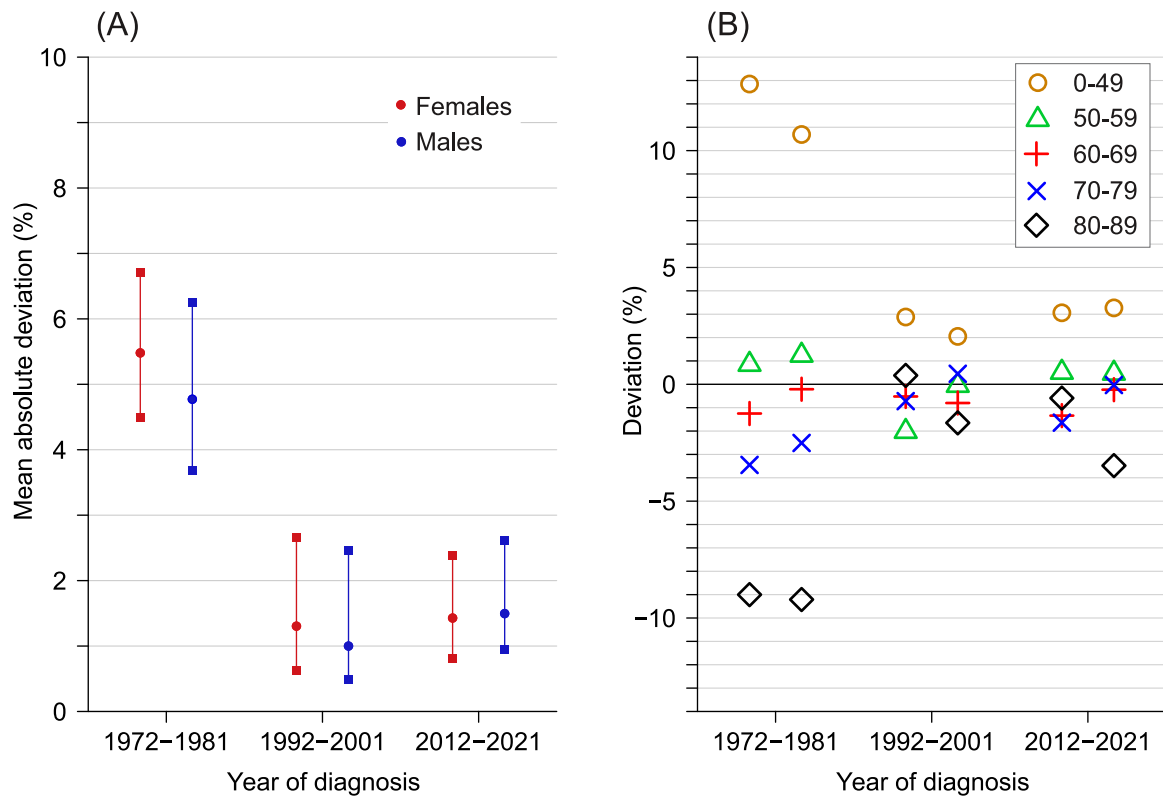 (A)
Mean absolute deviation (%)
10
8
6
4
2
0
Females
Males
1972−1981
1992−2001
2012−2021
Year of diagnosis
(B)
Deviation (%)
10
5
0
−5
−10
0-49
50-59
60-69
70-79
80-89
1972−1981
1992−2001
2012−2021
Year of diagnosis